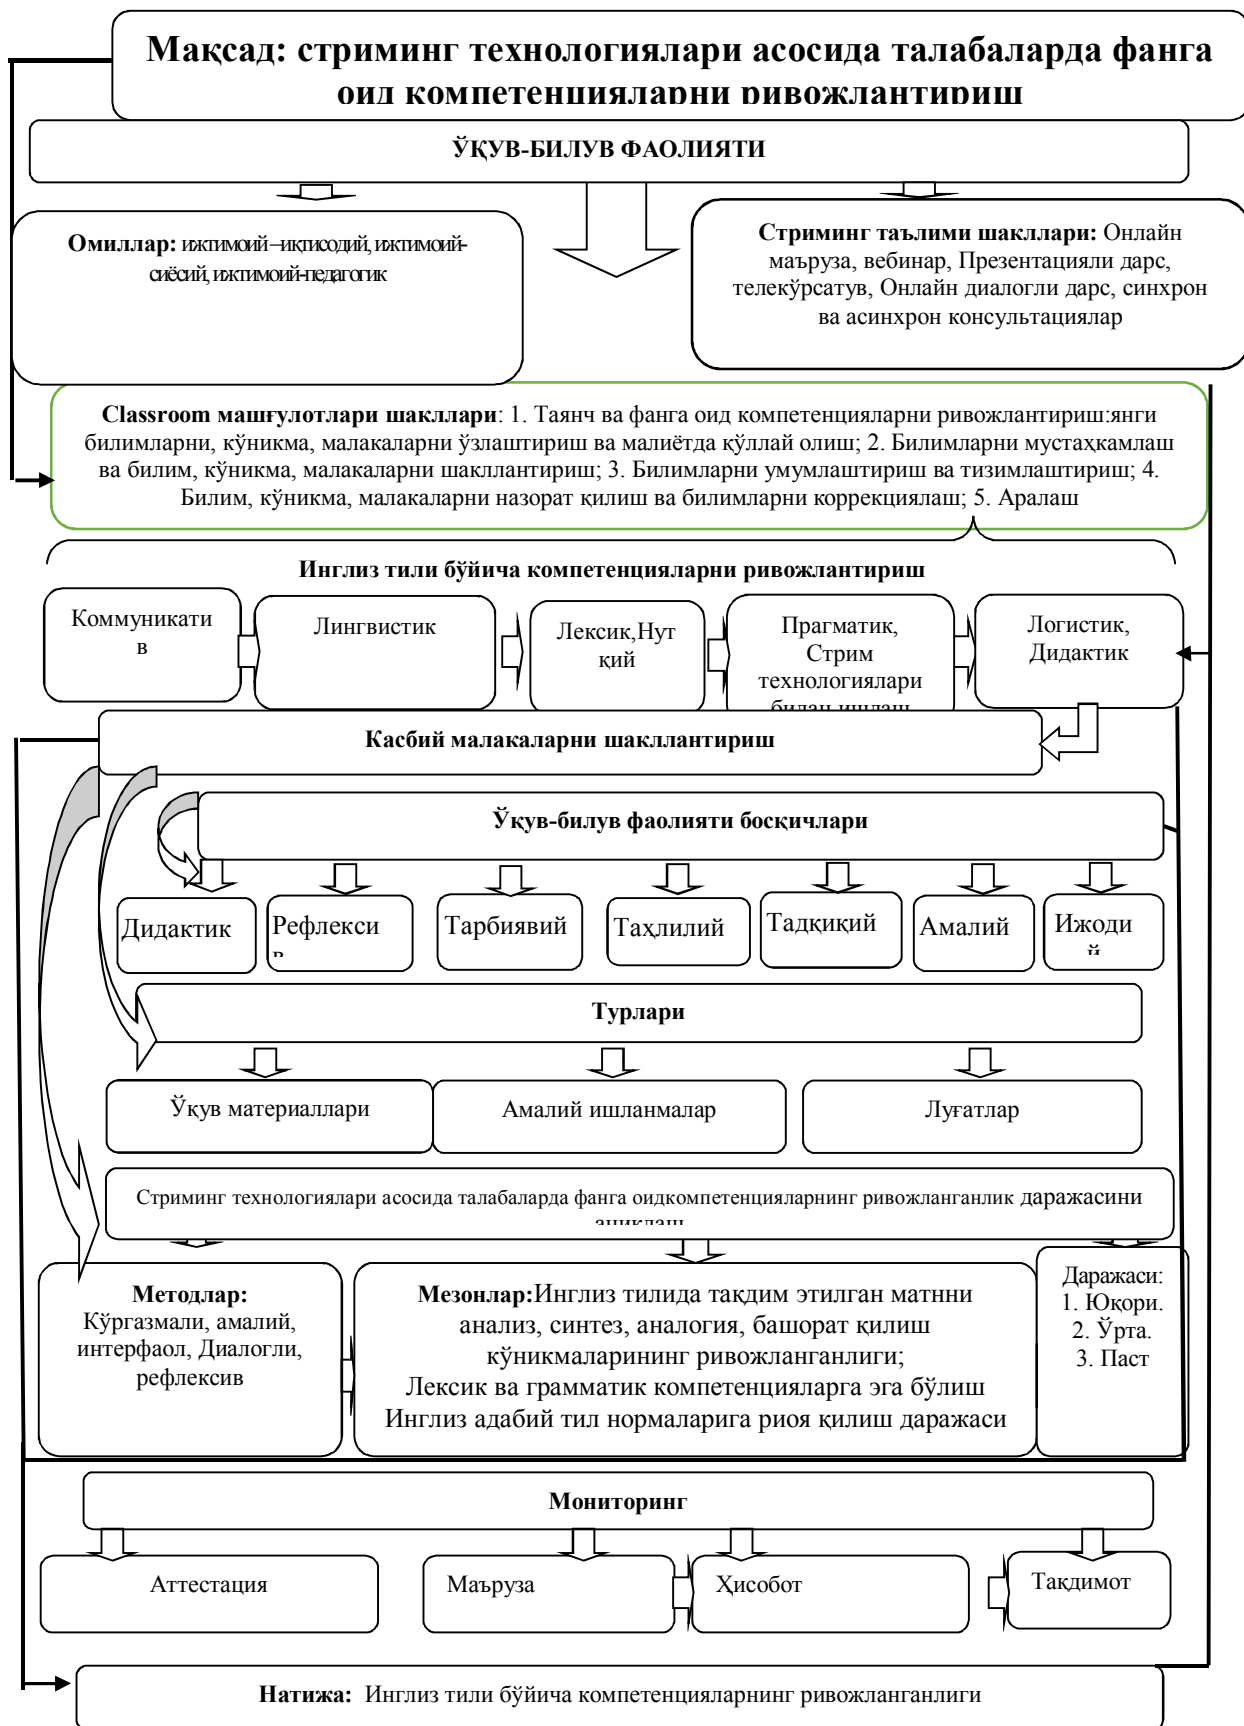 Мақсад: стриминг технологиялари асосида талабаларда фанга
оид компетенцияларни ривожлантириш
ЎҚУВ-БИЛУВ ФАОЛИЯТИ
Омиллар: ижтимоий–иқтисодий, ижтимоий-
сиёсий, ижтимоий-педагогик
Стриминг таълими шакллари: Онлайн
маъруза, вебинар, Презентацияли дарс,
телекўрсатув, Онлайн диалогли дарс, синхрон
ва асинхрон консультациялар
Classroom машғулотлари шакллари: 1. Таянч ва фанга оид компетенцияларни ривожлантириш:янги
билимларни, кўникма, малакаларни ўзлаштириш ва малиётда қўллай олиш; 2. Билимларни мустаҳкамлаш
ва билим, кўникма, малакаларни шакллантириш; 3. Билимларни умумлаштириш ва тизимлаштириш; 4.
Билим, кўникма, малакаларни назорат қилиш ва билимларни коррекциялаш; 5. Аралаш
Инглиз тили бўйича компетенцияларни ривожлантириш
Коммуникати
в
Лингвистик
Лексик,Нут
қий
Прагматик,
Стрим
технологиялари
билан ишлаш
Логистик,
Дидактик
Касбий малакаларни шакллантириш
Ўқув-билув фаолияти босқичлари
Дидактик
Рефлекси
в
Тарбиявий
Таҳлилий
Тадқиқий
Амалий
Ижоди
й
Турлари
Ўқув материаллари
Амалий ишланмалар
Луғатлар
Стриминг технологиялари асосида талабаларда фанга оидкомпетенцияларнинг ривожланганлик даражасини
аниқлаш
Методлар:
Кўргазмали, амалий,
интерфаол, Диалогли,
рефлексив
Мезонлар:Инглиз тилида тақдим этилган матнни
анализ, синтез, аналогия, башорат қилиш
кўникмаларининг ривожланганлиги;
Лексик ва грамматик компетенцияларга эга бўлиш
Инглиз адабий тил нормаларига риоя қилиш даражаси
Даражаси:
1. Юқори.
2. Ўрта.
3. Паст
Мониторинг
Аттестация
Маъруза
Ҳисобот
Тақдимот
Натижа: Инглиз тили бўйича компетенцияларнинг ривожланганлиги